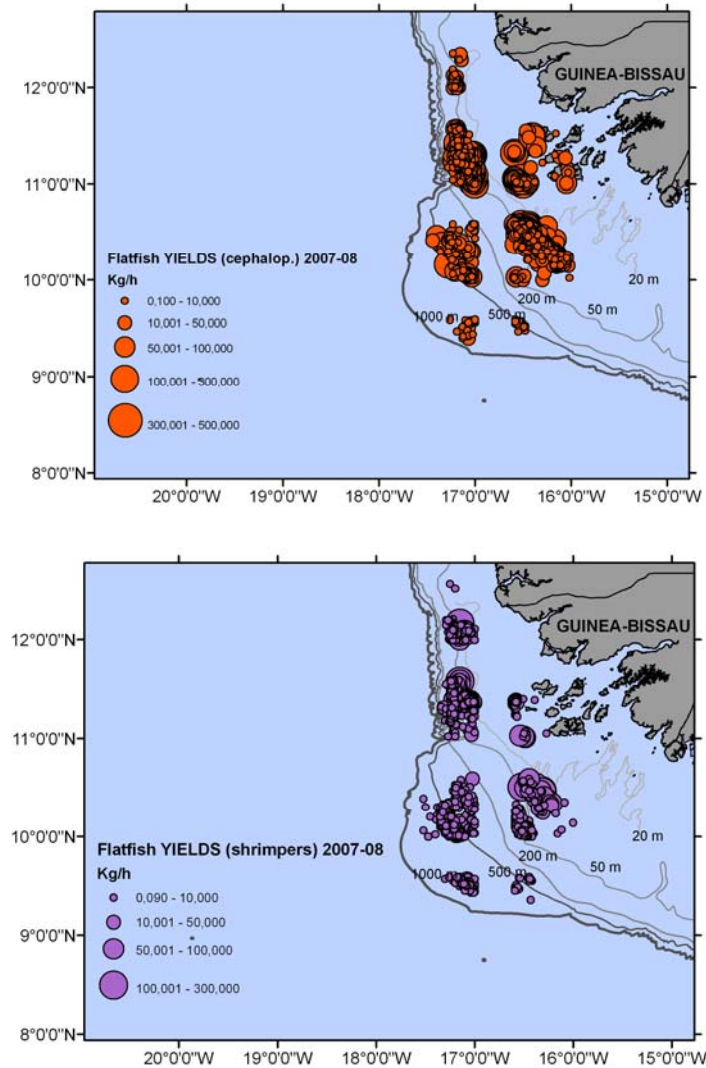 12°0'0"N
GUINEA-BISSAU
11°0'0"N
Flatfish YIELDS (cephalop.) 2007-08
Kg/h
0,100 - 10,000
10,001 - 50,000
50,001 - 100,000
100,001 - 300,000
300,001 - 500,000
10°0'0"N
20 m
200 m
50 m
1000 m
500 m
9°0'0"N
8°0'0"N
20°0'0"W 19°0'0"W 18°0'0"W 17°0'0"W 16°0'0"W 15°0'0"W
12°0'0"N
GUINEA-BISSAU
11°0'0"N
10°0'0"N
Flatfish YIELDS (shrimpers) 2007-08
Kg/h
0,090 - 10,000
10,001 - 50,000
50,001 - 100,000
100,001 - 300,000
20 m
200 m
50 m
1000
500 m
9°0'0"N
8°0'0"N
20°0'0"W 19°0'0"W 18°0'0"W 17°0'0"W 16°0'0"W 15°0'0"W